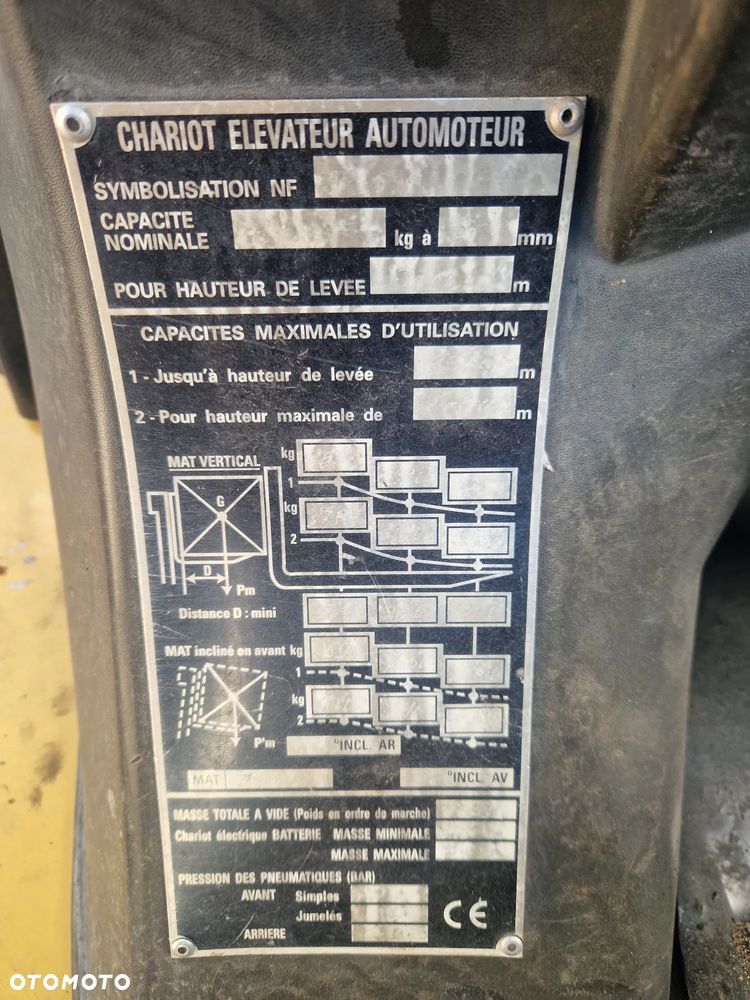 CHARIOT ELEVATEUR AUTOMOTEUR
SYMBOLISATION NF
CAPACITE
NOMINALE kg à mm
POUR HAUTEUR DE LEVEE m
CAPACITES MAXIMALES D'UTILISATION
1 - Jusqu'à hauteur de levée m
2 - Pour hauteur maximale de m
MAT VERTICAL kg
1
G kg
2
D
Pm
Distance D : mini
MAT incliné en avant kg
1
kg
2
P'm °INCL. AR
MAT °INCL. AV
MASSE TOTALE A VIDE (Poids en ordre de marche)
Chariot électrique BATTERIE MASSE MINIMALE
MASSE MAXIMALE
PRESSION DES PNEUMATIQUES (BAR)
AVANT Simples
Jumelés
ARRIERE
CE
OTOMOTO